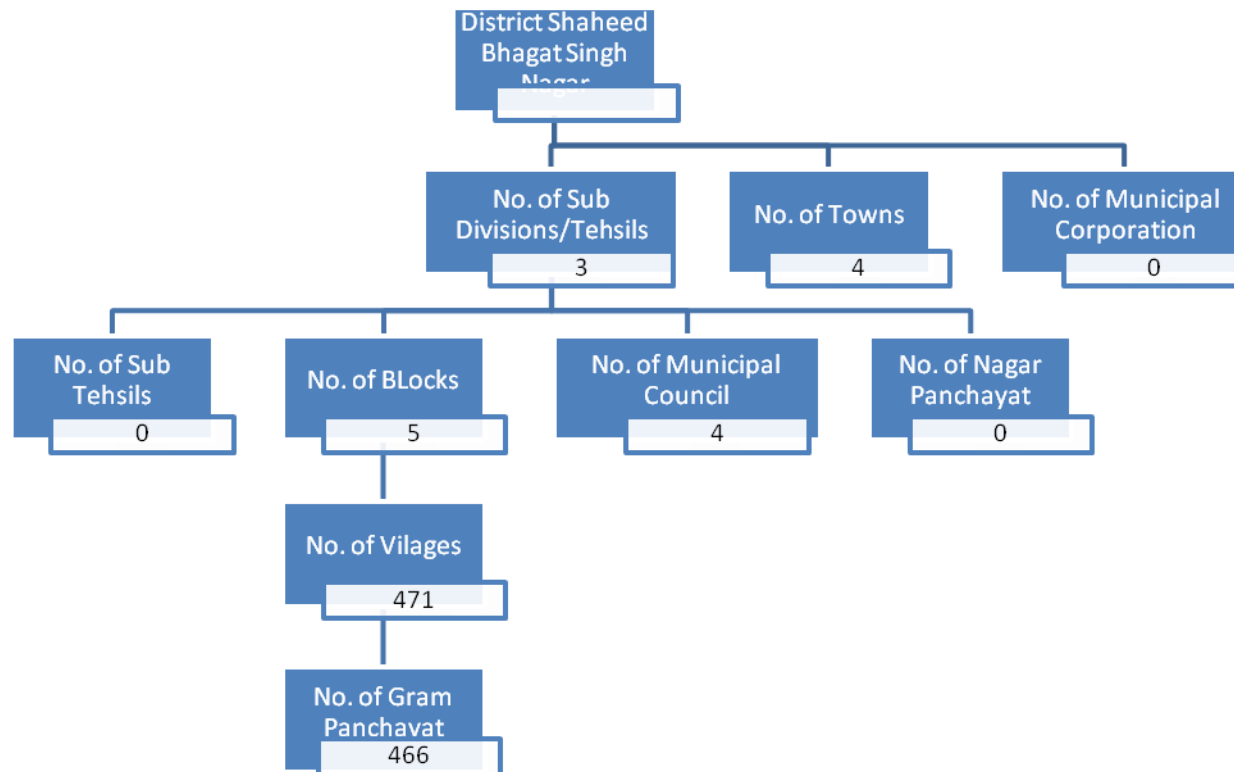 District Shaheed
Bhagat Singh
Nagar
No. of Sub
Divisions/Tehsils
3
No. of Towns
4
No. of Municipal
Corporation
0
No. of Sub
Tehsils
0
No. of BLocks
5
No. of Municipal
Council
4
No. of Nagar
Panchayat
0
No. of Vilages
471
No. of Gram
Panchayat
466